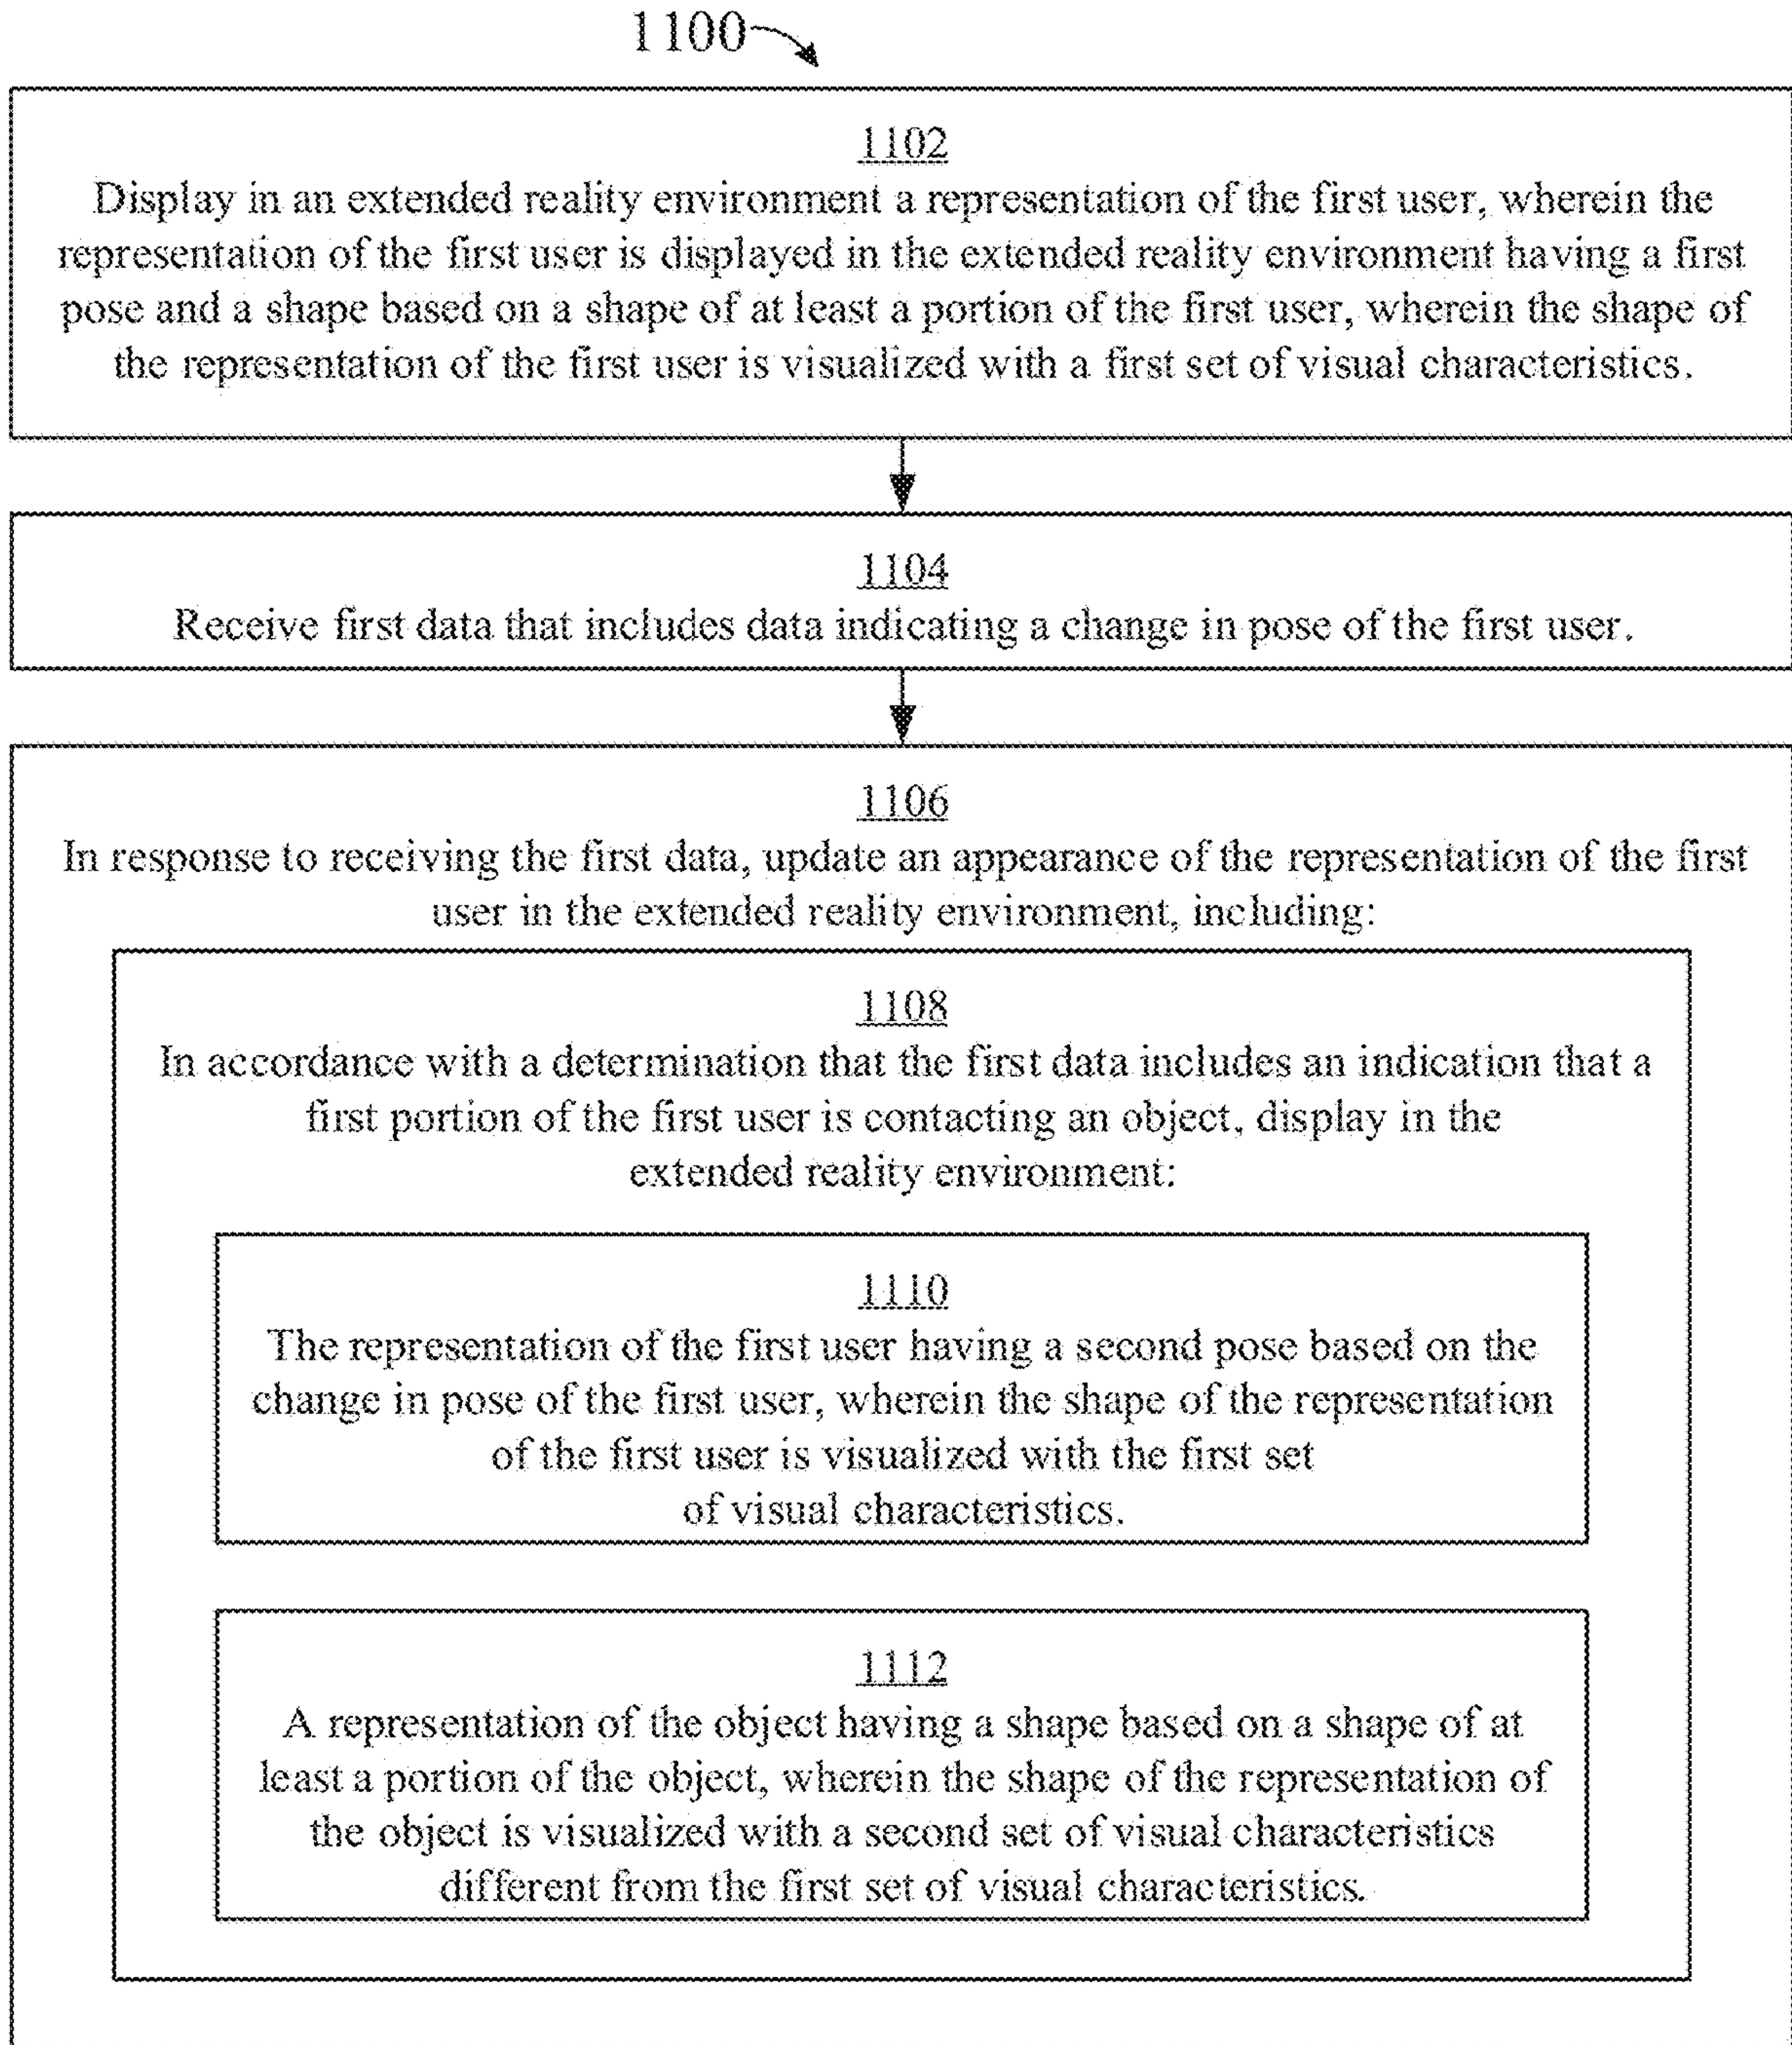 1100
1102
Display in an extended reality environment a representation of the first user, wherein the
representation of the first user is displayed in the extended reality environment having a first
pose and a shape based on a shape of at least a portion of the first user, wherein the shape of
the representation of the first user is visualized with a first set of visual characteristics.
1104
Receive first data that includes data indicating a change in pose of the first user.
1106
In response to receiving the first data, update an appearance of the representation of the first
user in the extended reality environment, including:
1108
In accordance with a determination that the first data includes an indication that a
first portion of the first user is contacting an object, display in the
extended reality environment:
1110
The representation of the first user having a second pose based on the
change in pose of the first user, wherein the shape of the representation
of the first user is visualized with the first set
of visual characteristics.
1112
A representation of the object having a shape based on a shape of at
least a portion of the object, wherein the shape of the representation of
the object is visualized with a second set of visual characteristics
different from the first set of visual characteristics.